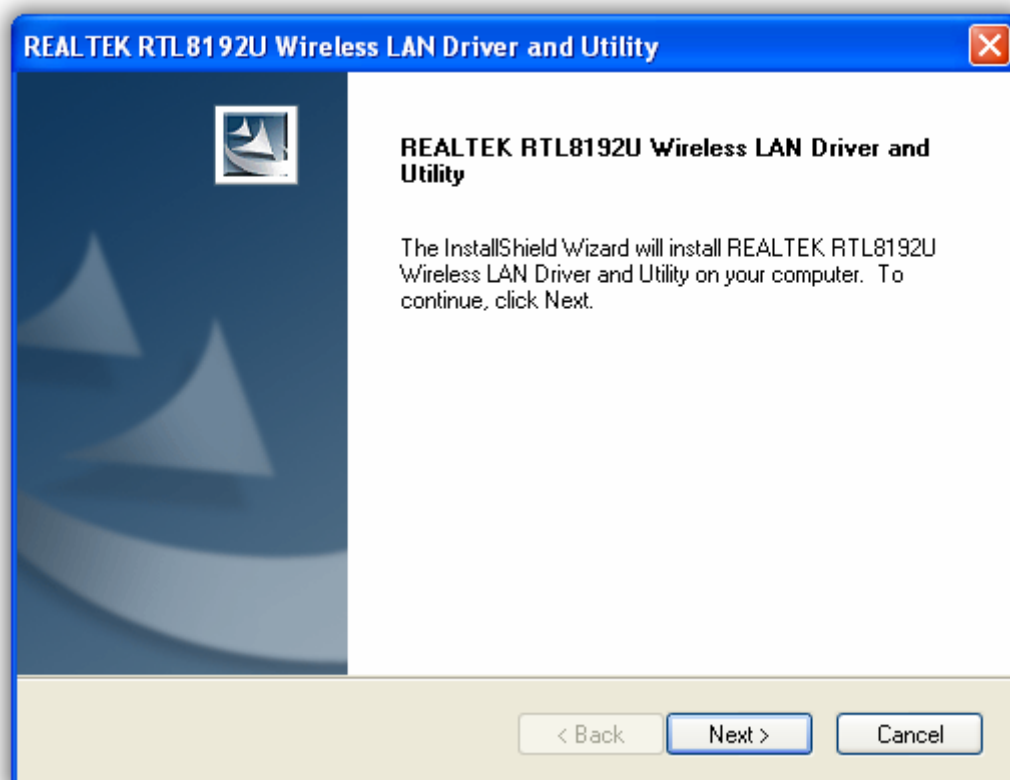 REALTEK RTL8192U Wireless LAN Driver and Utility
REALTEK RTL8192U Wireless LAN Driver and
Utility
The InstallShield Wizard will install REALTEK RTL8192U
Wireless LAN Driver and Utility on your computer.  To
continue, click Next.
< Back
Next >
Cancel